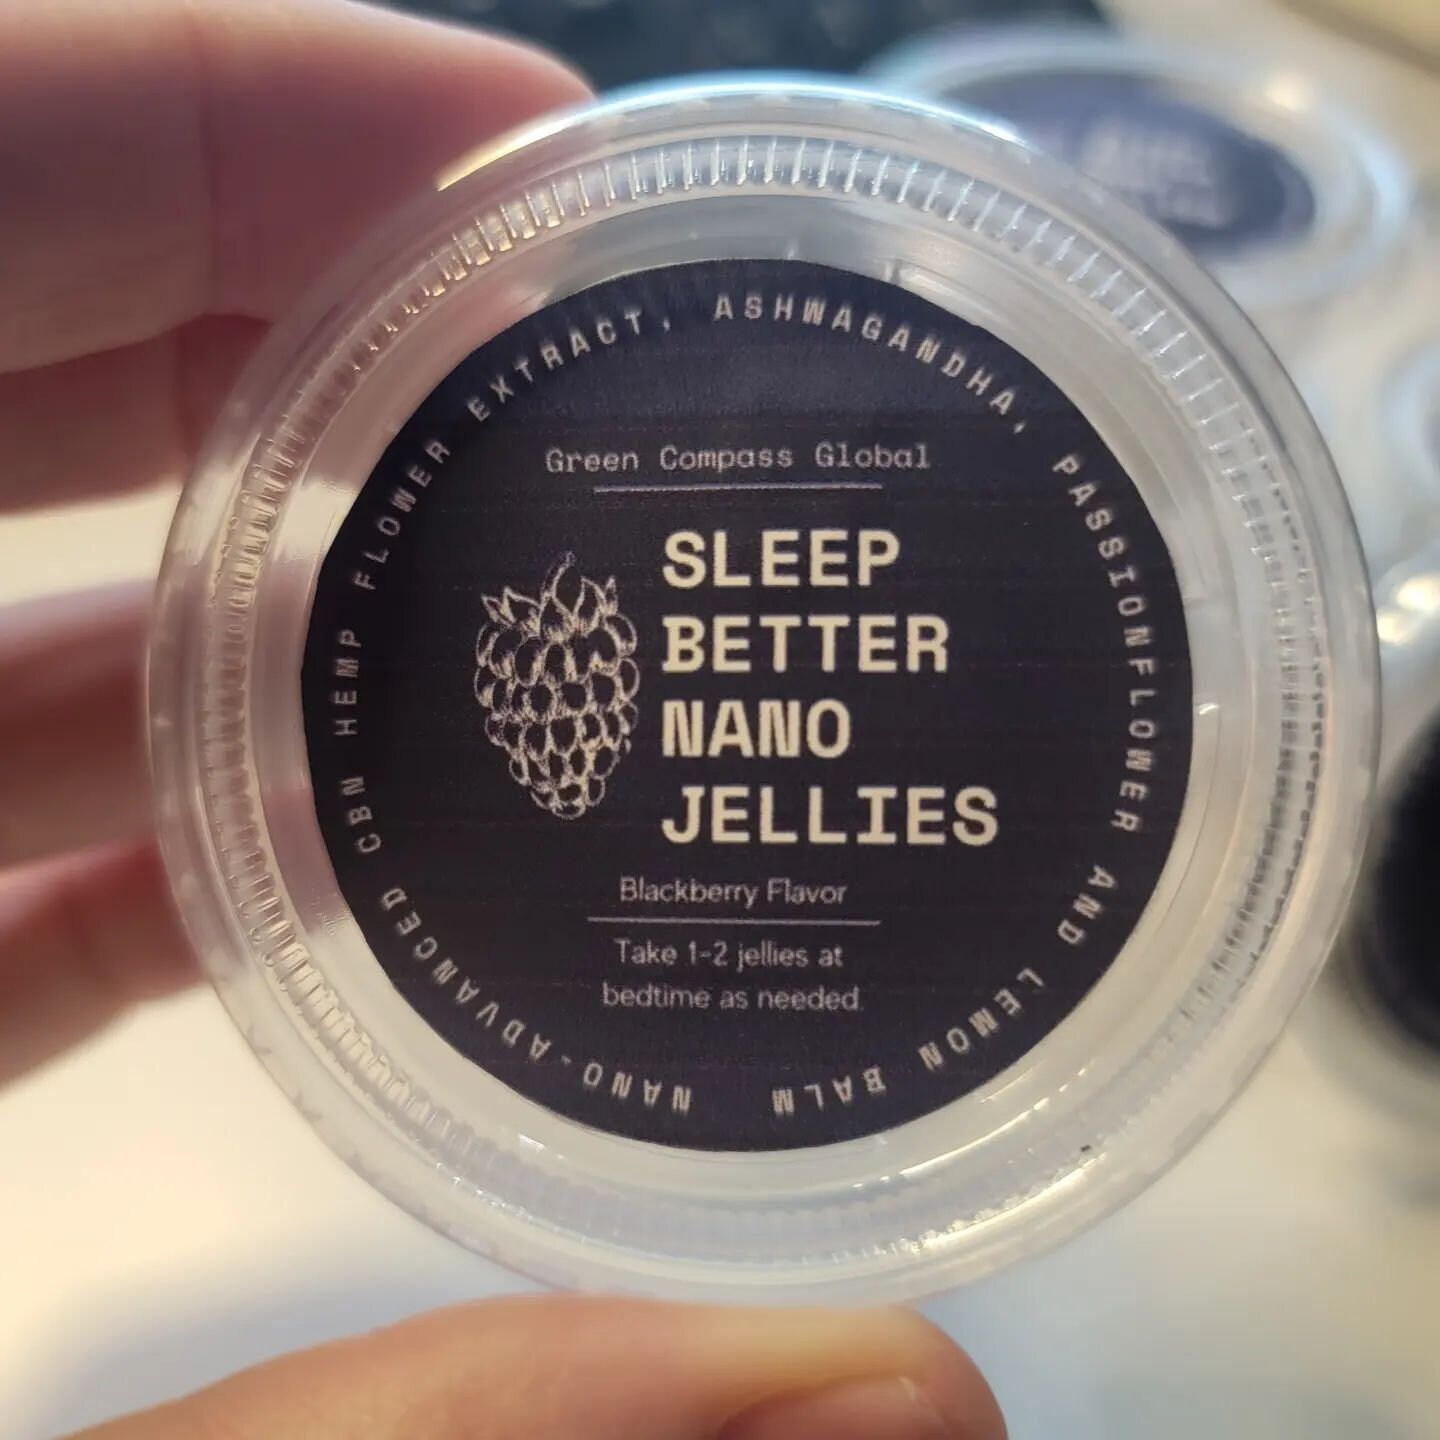 Green Compass Global
SLEEP
BETTER
NANO
JELLIES
Blackberry Flavor
Take 1-2 jellies at
bedtime as needed.
NANO-ADVANCED CBN HEMP FLOWER EXTRACT, ASHWAGANDHA, PASSIONFLOWER AND LEMON BALM